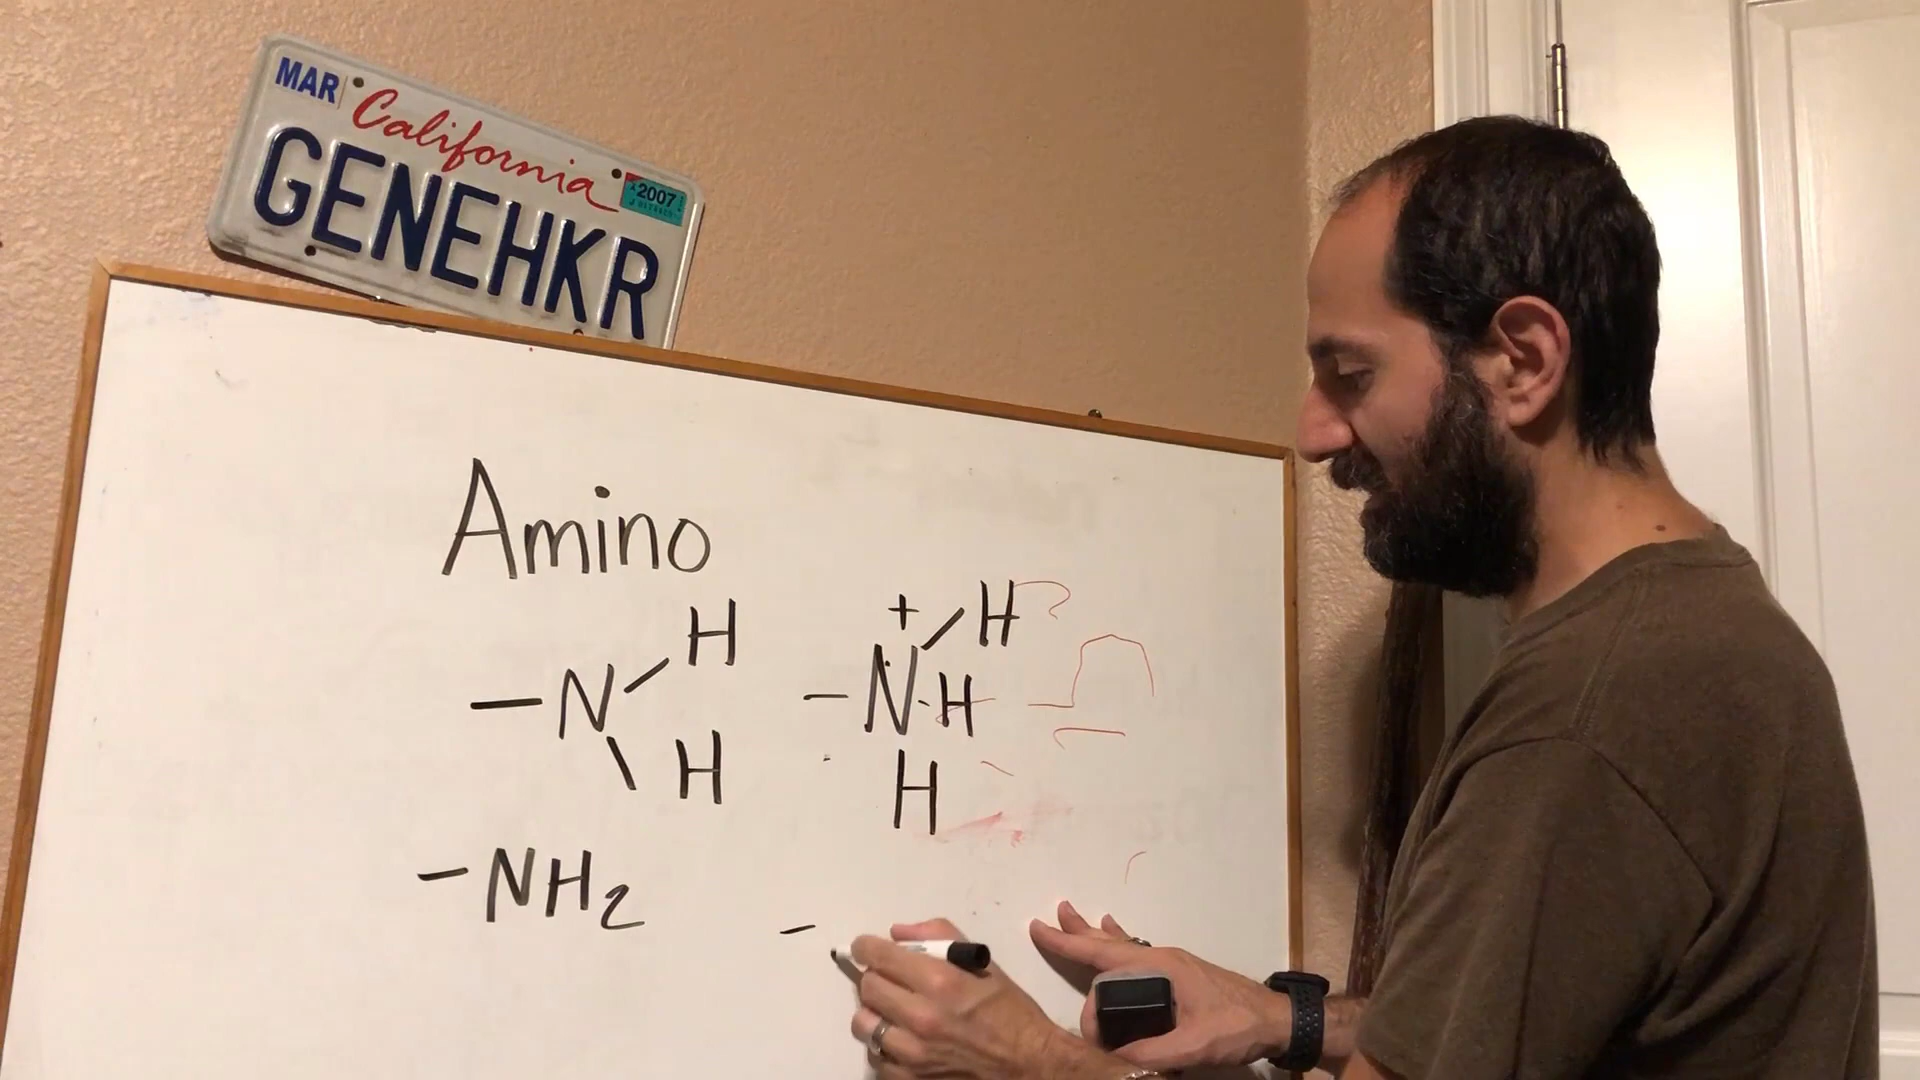 MAR California 2007
GENEHKR
Amino
H
+ H
- N
- N - H
H
H
- NH2
-